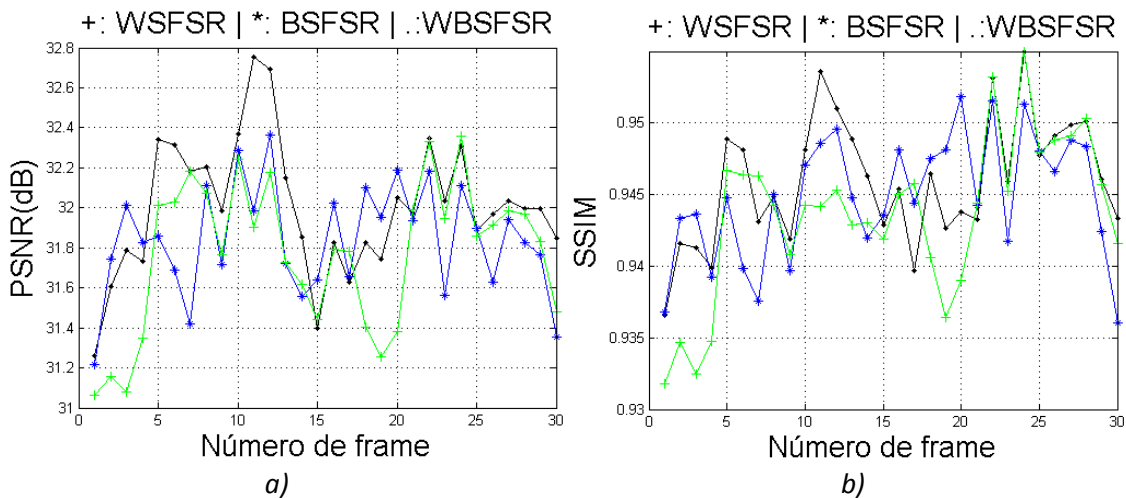 +: WSFSR | *: BSFSR | .:WBSFSR
PSNR(dB)
32.8
32.6
32.4
32.2
32
31.8
31.6
31.4
31.2
31
0 5 10 15 20 25 30
Número de frame
a)
+: WSFSR | *: BSFSR | .:WBSFSR
SSIM
0.95
0.945
0.94
0.935
0.93
0 5 10 15 20 25 30
Número de frame
b)